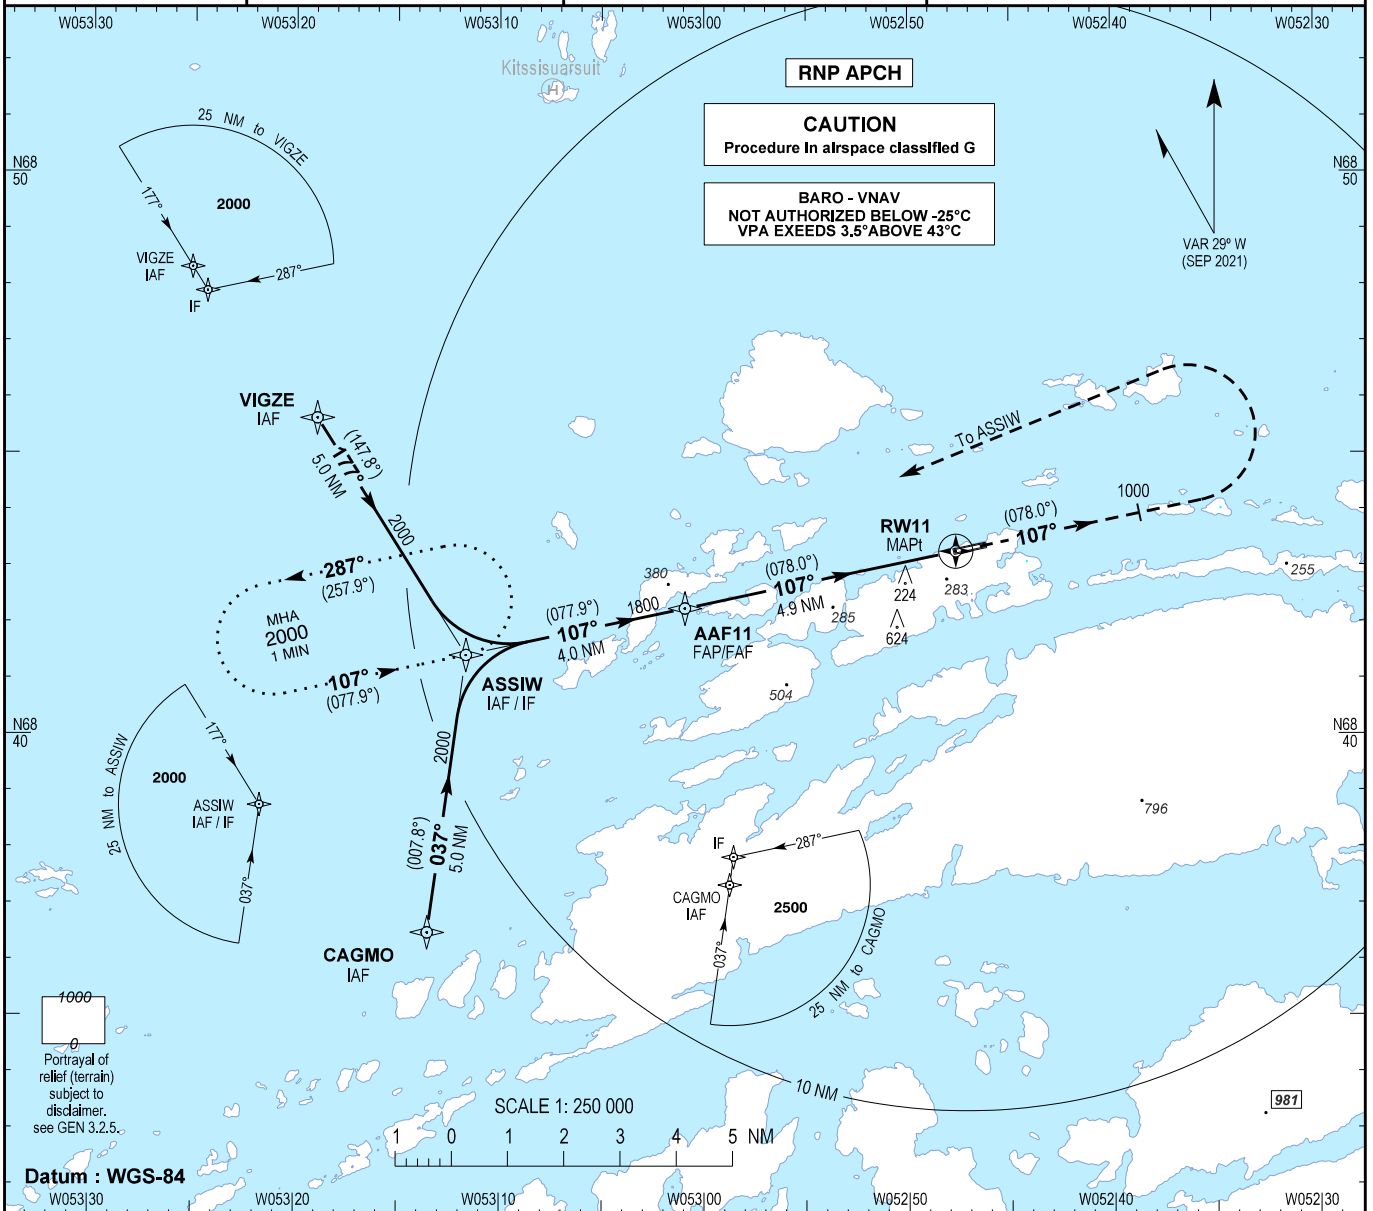 W053|30 W053|20 W053|10 W053|00 W052|50 W052|40 W052|30
Kitssisuarsuit
H
RNP APCH
CAUTION
Procedure in airspace classified G
BARO - VNAV
NOT AUTHORIZED BELOW -25°C
VPA EXEEDS 3.5°ABOVE 43°C
VAR 29° W
(SEP 2021)
N68
50
N68
50
25 NM to VIGZE
177°
2000
VIGZE
IAF
IF
287°
VIGZE
IAF
(147.8°)
177°
5.0 NM
2000
To ASSIW
1000
(078.0°)
107°
RW11
MAPt
287°
(257.9°)
MHA
2000
1 MIN
107°
(077.9°)
380
1800
(077.9°)
107°
4.0 NM
(078.0°)
107°
4.9 NM
224
283
255
285
624
AAF11
FAP/FAF
ASSIW
IAF / IF
504
N68
40
N68
40
25 NM to ASSIW
177°
2000
ASSIW
IAF / IF
037°
2000
(007.8°)
037°
5.0 NM
CAGMO
IAF
796
IF
287°
CAGMO
IAF
2500
037°
25 NM to CAGMO
1000
0
Portrayal of
relief (terrain)
subject to
disclaimer.
see GEN 3.2.5.
10 NM
981
SCALE 1: 250 000
1 0 1 2 3 4 5 NM
Datum : WGS-84
W053|30 W053|20 W053|10 W053|00 W052|50 W052|40 W052|30